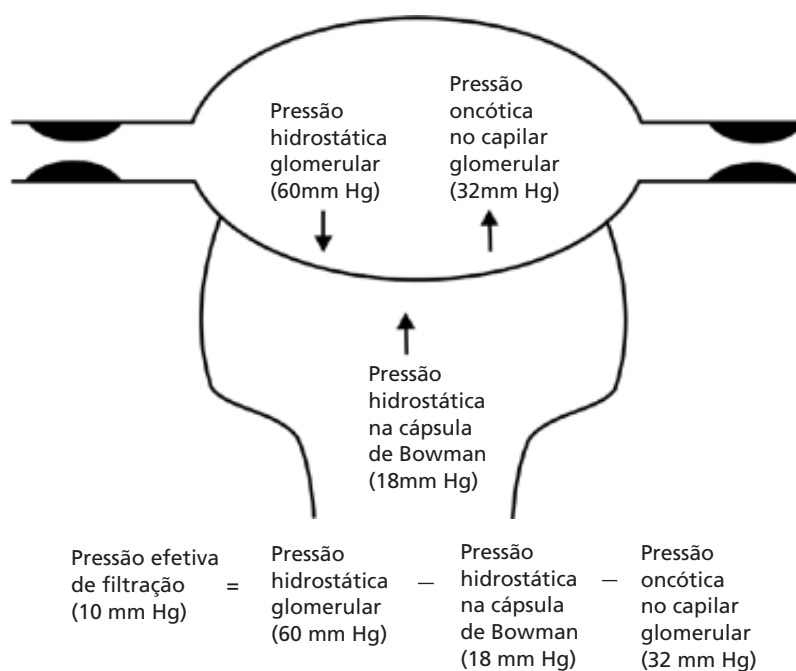 Pressão
hidrostática
glomerular
(60mm Hg)
Pressão
oncótica
no capilar
glomerular
(32mm Hg)
Pressão
hidrostática
na cápsula
de Bowman
(18mm Hg)
Pressão efetiva
de filtração
(10 mm Hg)
=
Pressão
hidrostática
glomerular
(60 mm Hg)
—
Pressão
hidrostática
na cápsula
de Bowman
(18 mm Hg)
—
Pressão
oncótica
no capilar
glomerular
(32 mm Hg)